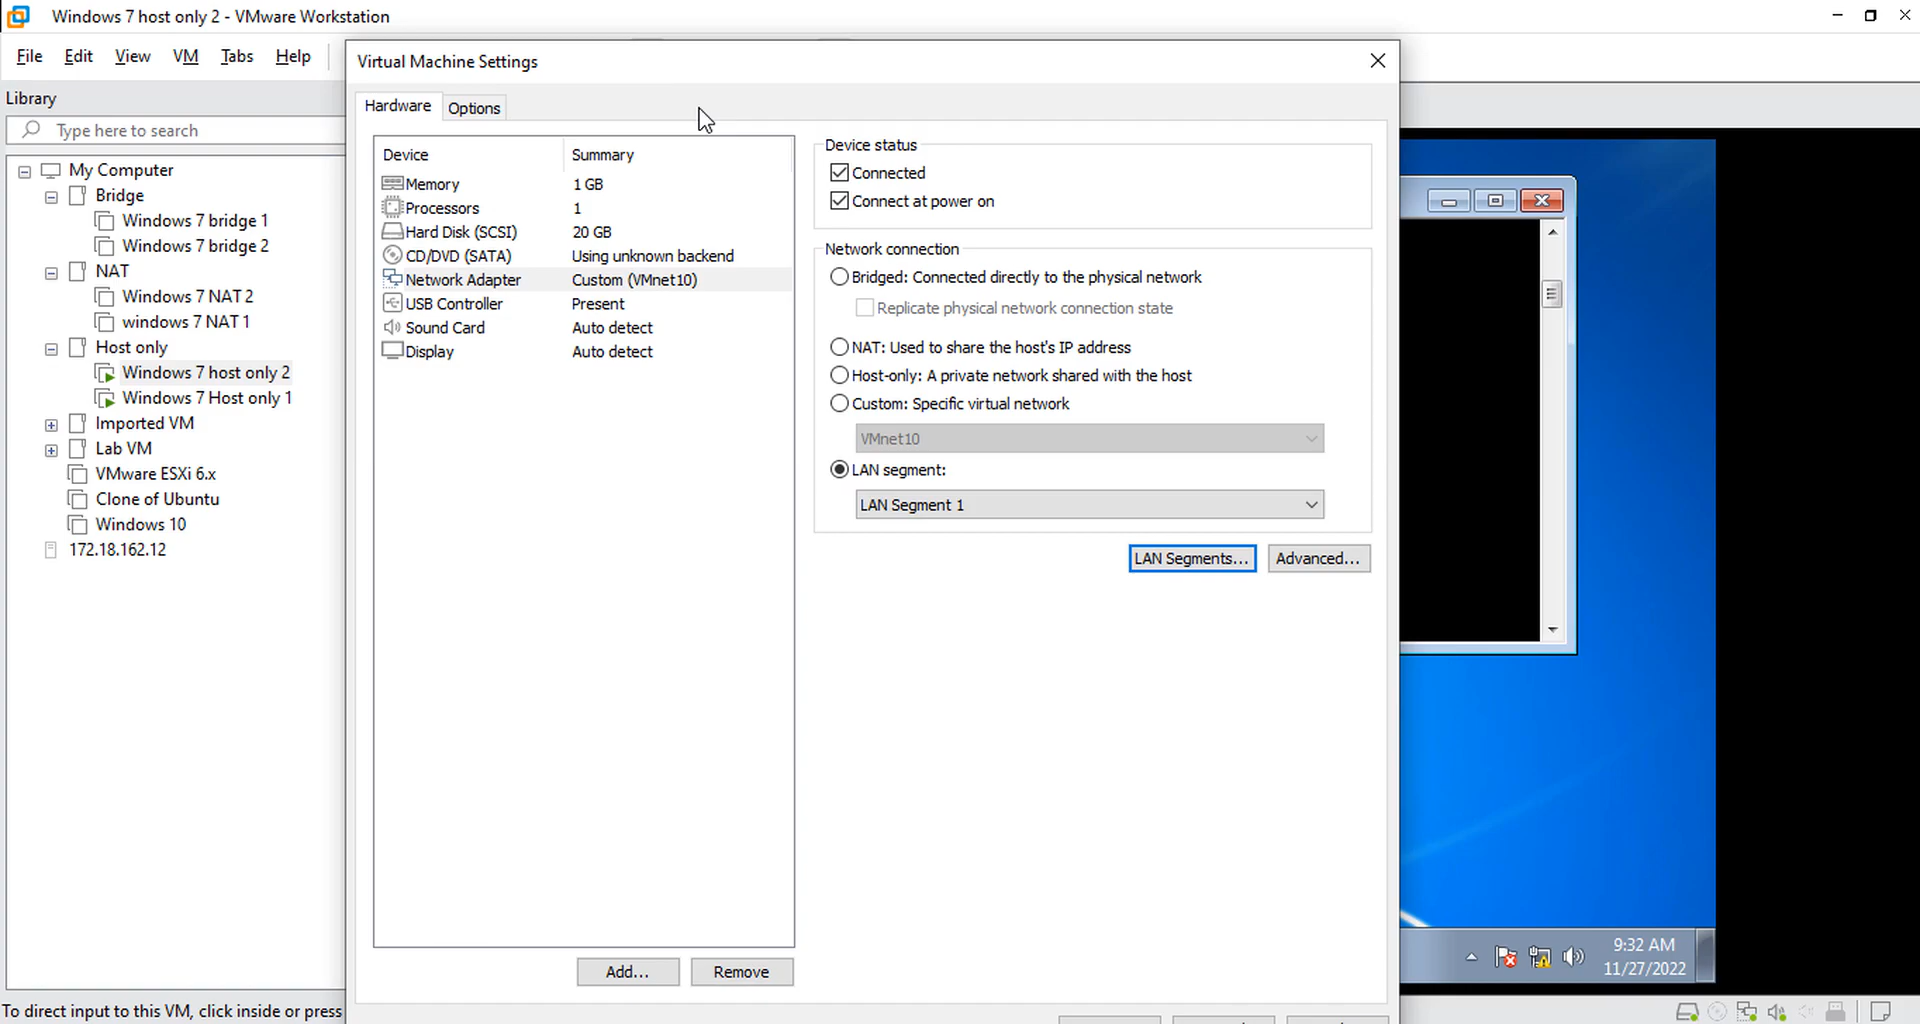 Windows 7 host only 2 - VMware Workstation
File Edit View VM Tabs Help
Virtual Machine Settings
Library
Type here to search
My Computer
Bridge
Windows 7 bridge 1
Windows 7 bridge 2
NAT
Windows 7 NAT 2
windows 7 NAT 1
Host only
Windows 7 host only 2
Windows 7 Host only 1
Imported VM
Lab VM
VMware ESXi 6.x
Clone of Ubuntu
Windows 10
172.18.162.12
Hardware Options
Device Summary
Memory 1 GB
Processors 1
Hard Disk (SCSI) 20 GB
CD/DVD (SATA) Using unknown backend
Network Adapter Custom (VMnet10)
USB Controller Present
Sound Card Auto detect
Display Auto detect
Add... Remove
Device status
Connected
Connect at power on
Network connection
Bridged: Connected directly to the physical network
Replicate physical network connection state
NAT: Used to share the host's IP address
Host-only: A private network shared with the host
Custom: Specific virtual network
VMnet10
LAN segment:
LAN Segment 1
LAN Segments... Advanced...
9:32 AM
11/27/2022
To direct input to this VM, click inside or press